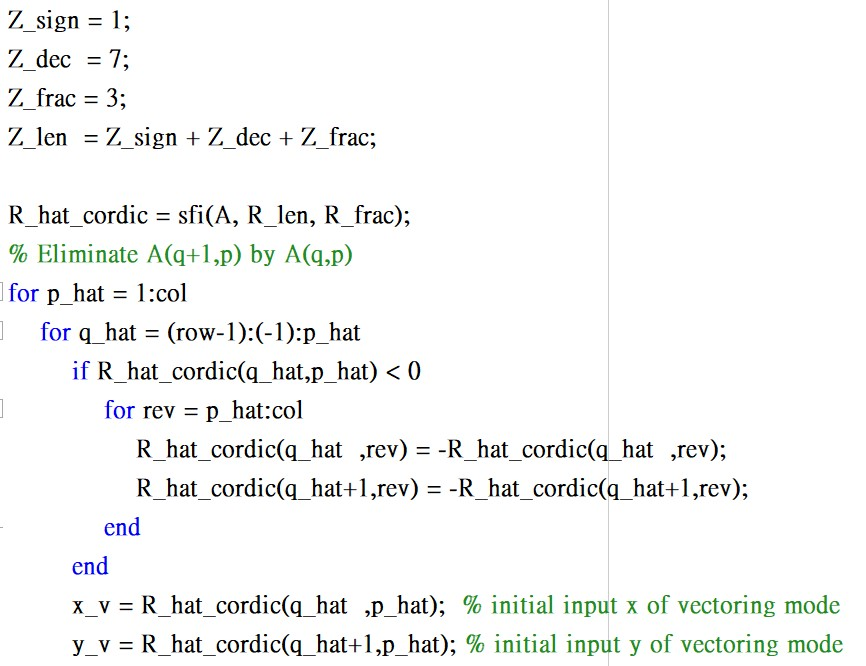 Z_sign = 1;
Z_dec  = 7;
Z_frac = 3;
Z_len  = Z_sign + Z_dec + Z_frac;
R_hat_cordic = sfi(A, R_len, R_frac);
% Eliminate A(q+1,p) by A(q,p)
for p_hat = 1:col
for q_hat = (row-1):(-1):p_hat
if R_hat_cordic(q_hat,p_hat) < 0
for rev = p_hat:col
R_hat_cordic(q_hat  ,rev) = -R_hat_cordic(q_hat  ,rev);
R_hat_cordic(q_hat+1,rev) = -R_hat_cordic(q_hat+1,rev);
end
end
x_v = R_hat_cordic(q_hat  ,p_hat);  % initial input x of vectoring mode
y_v = R_hat_cordic(q_hat+1,p_hat); % initial input y of vectoring mode